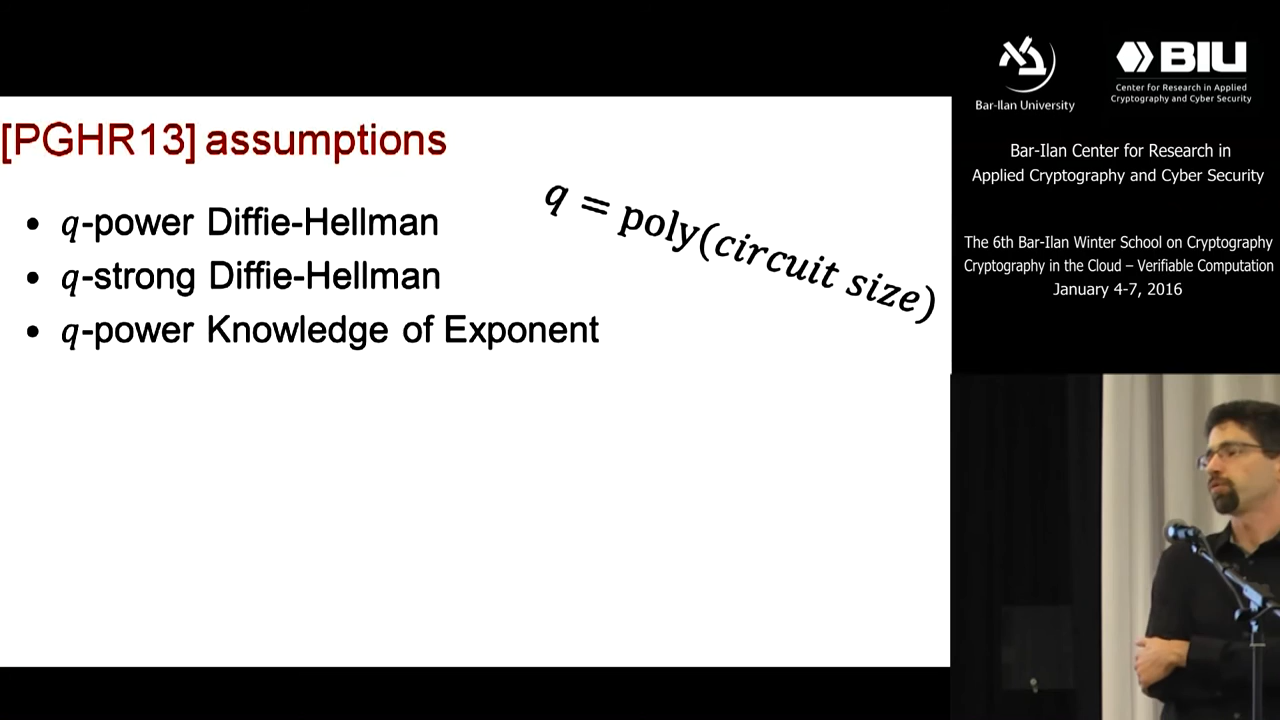 [PGHR13] assumptions
• q-power Diffie-Hellman
• q-strong Diffie-Hellman
• q-power Knowledge of Exponent
q = poly(circuit size)
Bar-Ilan University
BIU
Center for Research in Applied
Cryptography and Cyber Security
Bar-Ilan Center for Research in
Applied Cryptography and Cyber Security
The 6th Bar-Ilan Winter School on Cryptography
Cryptography in the Cloud – Verifiable Computation
January 4-7, 2016